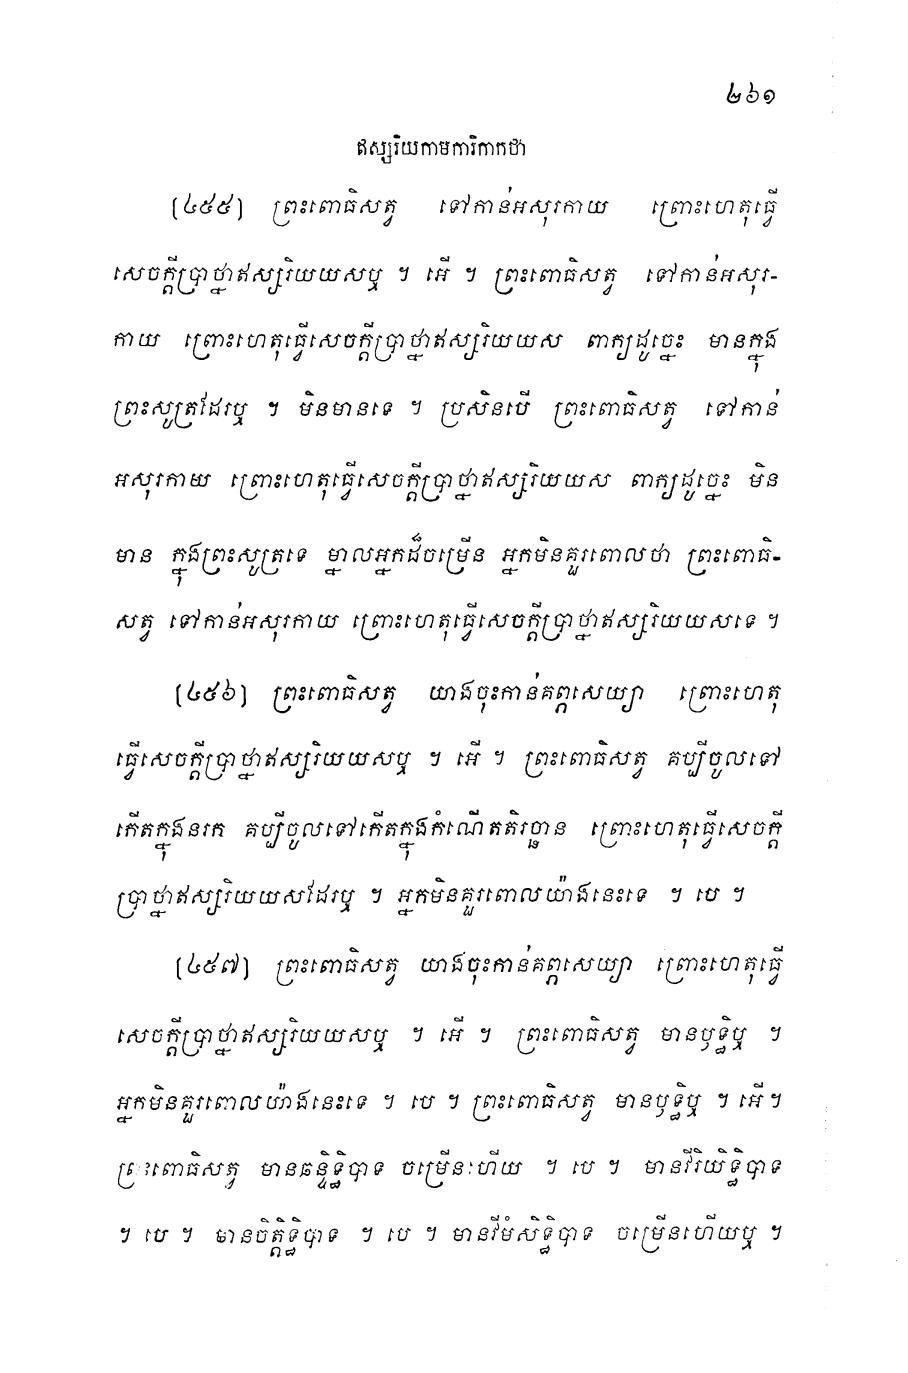 ២៦១
ឥស្សរិយកាមការិកាកថា
[៤៥៥] ព្រះពោធិសត្វ ទៅកាន់អសុរកាយ ព្រោះហេតុធ្វើ
សេចក្តីប្រាថ្នាឥស្សរិយយសឬ ។ អើ ។ ព្រះពោធិសត្វ ទៅកាន់អសុរ-
កាយ ព្រោះហេតុធ្វើសេចក្តីប្រាថ្នាឥស្សរិយយស ពាក្យដូច្នេះ មានក្នុង
ព្រះសូត្រដែរឬ ។ មិនមានទេ ។ ប្រសិនបើ ព្រះពោធិសត្វ ទៅកាន់
អសុរកាយ ព្រោះហេតុធ្វើសេចក្តីប្រាថ្នាឥស្សរិយយស ពាក្យដូច្នេះ មិន
មាន ក្នុងព្រះសូត្រទេ ម្នាលអ្នកដ៏ចម្រើន អ្នកមិនគួរពោលថា ព្រះពោធិ-
សត្វ ទៅកាន់អសុរកាយ ព្រោះហេតុធ្វើសេចក្តីប្រាថ្នាឥស្សរិយយសទេ ។
[៤៥៦] ព្រះពោធិសត្វ យាងចុះកាន់គព្ភសេយ្យា ព្រោះហេតុ
ធ្វើសេចក្តីប្រាថ្នាឥស្សរិយយសឬ ។ អើ ។ ព្រះពោធិសត្វ គប្បីចូលទៅ
កើតក្នុងនរក គប្បីចូលទៅកើតក្នុងកំណើតតិរច្ឆាន ព្រោះហេតុធ្វើសេចក្តី
ប្រាថ្នាឥស្សរិយយសដែរឬ ។ អ្នកមិនគួរពោលយ៉ាងនេះទេ ។ បេ ។
[៤៥៧] ព្រះពោធិសត្វ យាងចុះកាន់គព្ភសេយ្យា ព្រោះហេតុធ្វើ
សេចក្តីប្រាថ្នាឥស្សរិយយសឬ ។ អើ ។ ព្រះពោធិសត្វ មានឫទ្ធិឬ ។
អ្នកមិនគួរពោលយ៉ាងនេះទេ ។ បេ ។ ព្រះពោធិសត្វ មានឫទ្ធិឬ ។ អើ ។
ព្រះពោធិសត្វ មានឆន្ទិទ្ធិបាទ ចម្រើនហើយ ។ បេ ។ មានវីរិយិទ្ធិបាទ
។ បេ ។ មានចិត្តិទ្ធិបាទ ។ បេ ។ មានវីមំសិទ្ធិបាទ ចម្រើនហើយឬ ។